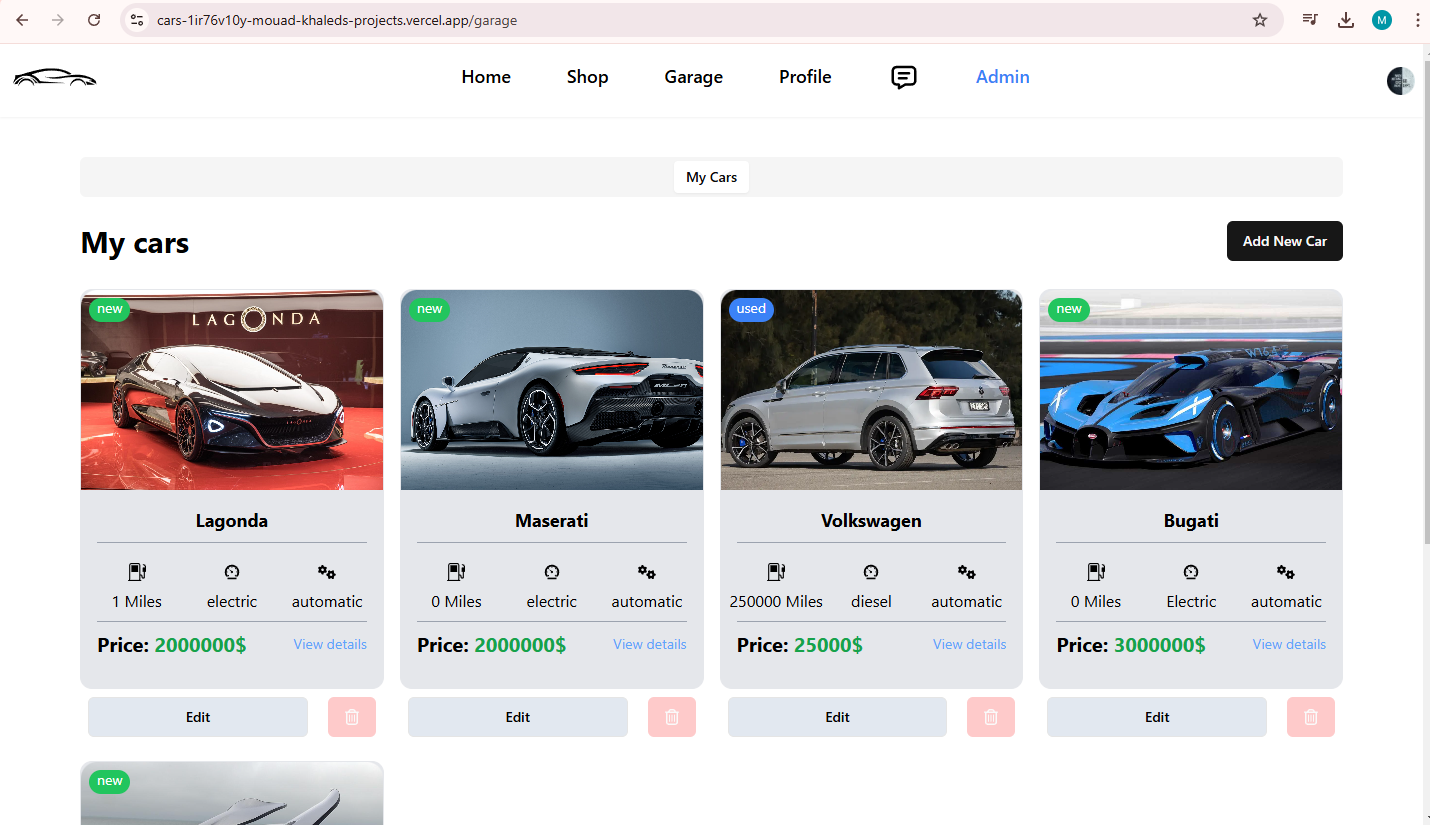 cars-1ir76v10y-mouad-khaleds-projects.vercel.app/garage
M
Home Shop Garage Profile Admin
My Cars
My cars
Add New Car
new
LAGONDA
Lagonda
1 Miles electric automatic
Price: 2000000$ View details
Edit
new
Maserati
0 Miles electric automatic
Price: 2000000$ View details
Edit
used
Volkswagen
250000 Miles diesel automatic
Price: 25000$ View details
Edit
new
Bugati
0 Miles Electric automatic
Price: 3000000$ View details
Edit
new